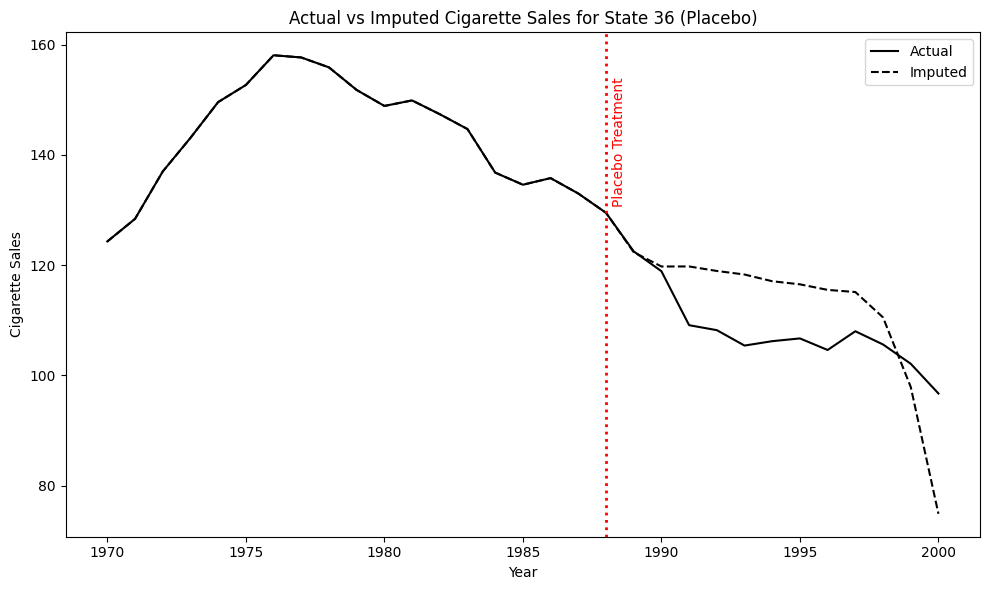 Actual vs Imputed Cigarette Sales for State 36 (Placebo)
Actual
Imputed
Placebo Treatment
Cigarette Sales
160
140
120
100
80
1970
1975
1980
1985
1990
1995
2000
Year